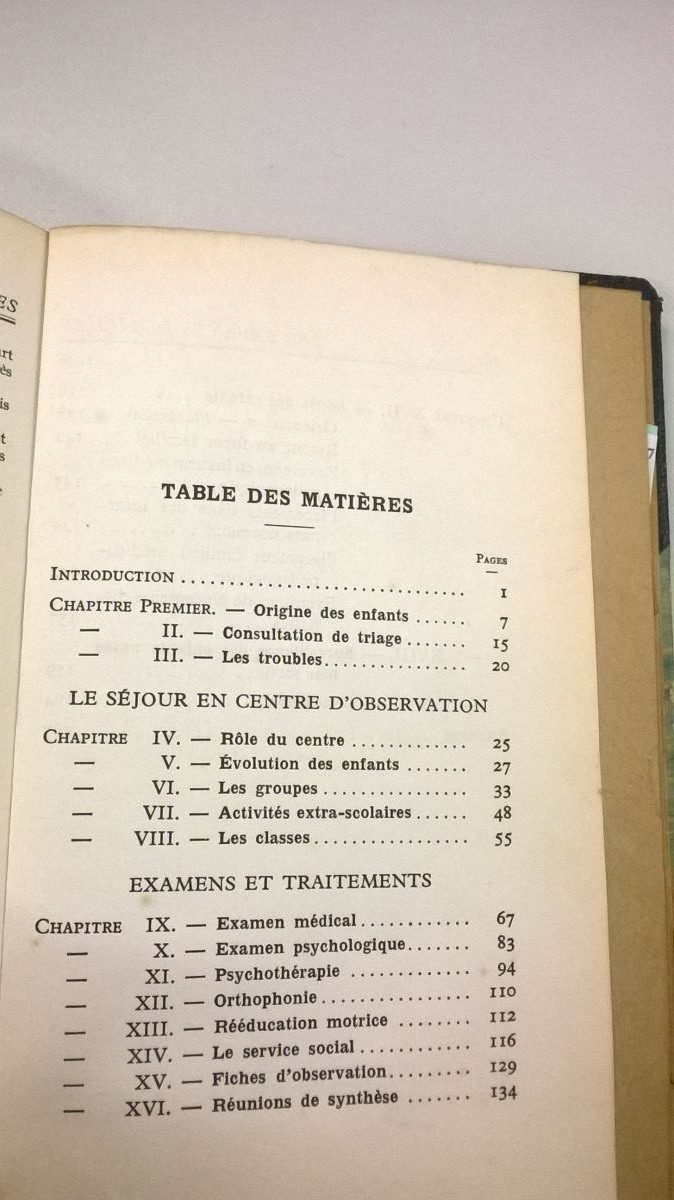 ES
rt
ès
is
t
s
e
TABLE DES MATIÈRES
PAGES
INTRODUCTION .............................. 1
CHAPITRE PREMIER. — Origine des enfants ...... 7
— II. — Consultation de triage ....... 15
— III. — Les troubles................ 20
LE SÉJOUR EN CENTRE D'OBSERVATION
CHAPITRE IV. — Rôle du centre ............. 25
— V. — Évolution des enfants ........ 27
— VI. — Les groupes ................ 33
— VII. — Activités extra-scolaires ...... 48
— VIII. — Les classes ................. 55
EXAMENS ET TRAITEMENTS
CHAPITRE IX. — Examen médical ............ 67
— X. — Examen psychologique........ 83
— XI. — Psychothérapie ............. 94
— XII. — Orthophonie ................ 110
— XIII. — Rééducation motrice ......... 112
— XIV. — Le service social ............ 116
— XV. — Fiches d'observation.......... 129
— XVI. — Réunions de synthèse ....... 134